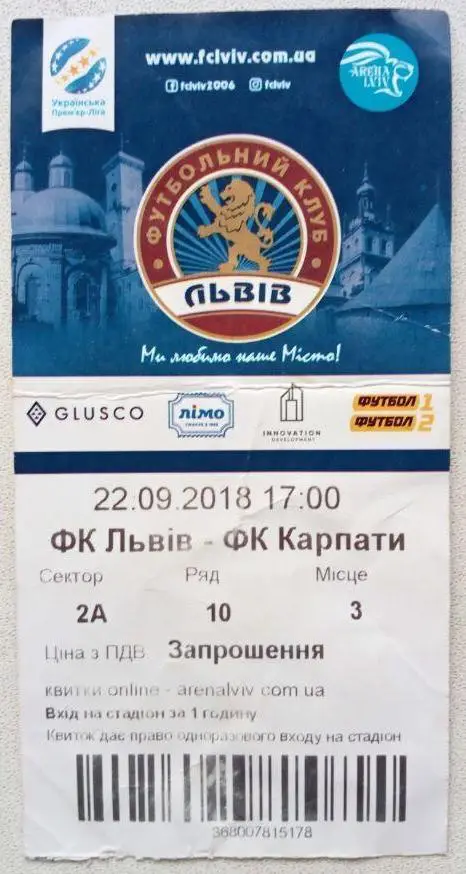 www.fclviv.com.ua
fclviv2006 fclviv
ARENA LVIV
Українська
Прем'єр-Ліга
ФУТБОЛЬНИЙ КЛУБ
ЛЬВІВ
Ми любимо наше Місто!
GLUSCO
лімо
INNOVATION
DEVELOPMENT
ФУТБОЛ 1
ФУТБОЛ 2
22.09.2018 17:00
ФК Львів - ФК Карпати
Сектор Ряд Місце
2А 10 3
Ціна з ПДВ Запрошення
квитки online - arenalviv com ua
Вхід на стадіон за 1 годину
Квиток дає право одноразового входу на стадіон
368007815178